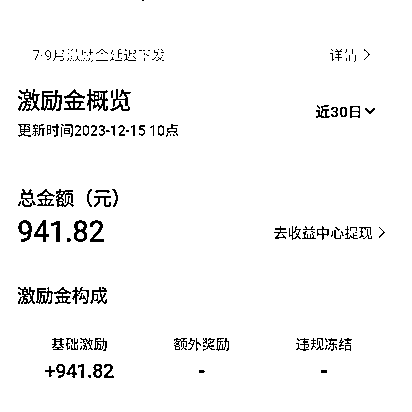 7-9月激励金延迟下发 详情
激励金概览
近30日
更新时间2023-12-15 10点
总金额（元）
941.82
去收益中心提现
激励金构成
基础激励 额外奖励 违规冻结
+941.82 - -